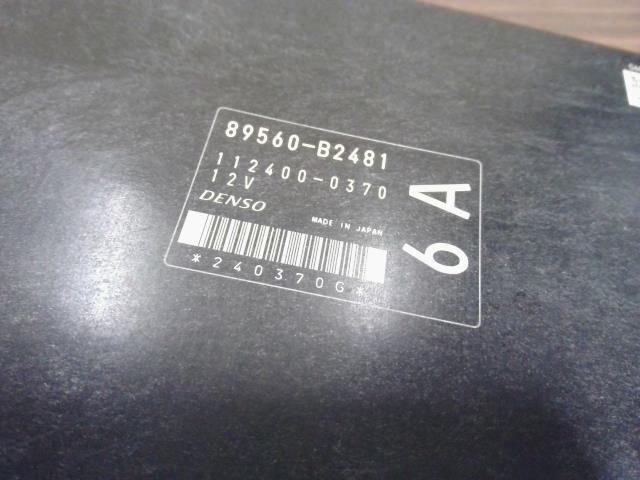 89560-B2481
112400-0370
12V
DENSO
MADE IN JAPAN
*240370G*
6A